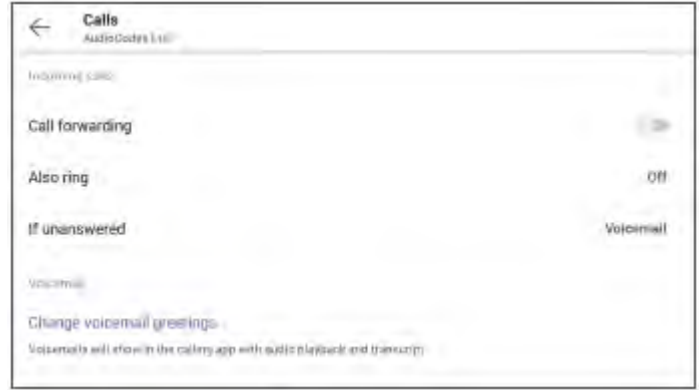 Calls
AudioCodes Ltd
Incoming calls
Call forwarding
Also ring
Off
If unanswered
Voicemail
Voicemail
Change voicemail greetings
Voicemails will show in the calling app with audio playback and transcript